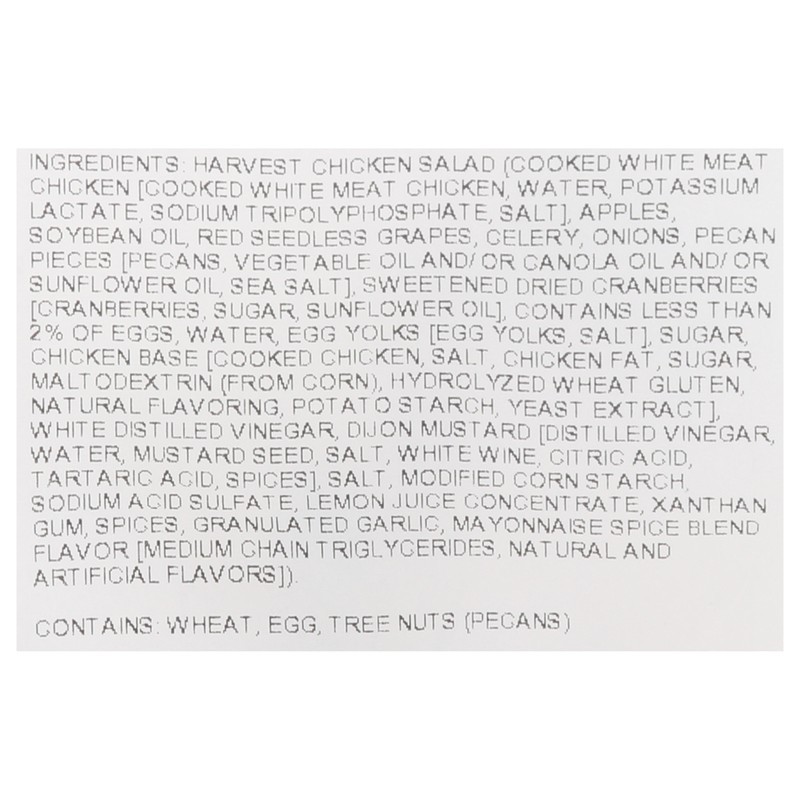 INGREDIENTS: HARVEST CHICKEN SALAD (COOKED WHITE MEAT
CHICKEN [COOKED WHITE MEAT CHICKEN, WATER, POTASSIUM
LACTATE, SODIUM TRIPOLYPHOSPHATE, SALT], APPLES,
SOYBEAN OIL, RED SEEDLESS GRAPES, CELERY, ONIONS, PECAN
PIECES [PECANS, VEGETABLE OIL AND/ OR CANOLA OIL AND/ OR
SUNFLOWER OIL, SEA SALT], SWEETENED DRIED CRANBERRIES
[CRANBERRIES, SUGAR, SUNFLOWER OIL], CONTAINS LESS THAN
2% OF EGGS, WATER, EGG YOLKS [EGG YOLKS, SALT], SUGAR,
CHICKEN BASE [COOKED CHICKEN, SALT, CHICKEN FAT, SUGAR,
MALTODEXTRIN (FROM CORN), HYDROLYZED WHEAT GLUTEN,
NATURAL FLAVORING, POTATO STARCH, YEAST EXTRACT],
WHITE DISTILLED VINEGAR, DIJON MUSTARD [DISTILLED VINEGAR,
WATER, MUSTARD SEED, SALT, WHITE WINE, CITRIC ACID,
TARTARIC ACID, SPICES], SALT, MODIFIED CORN STARCH,
SODIUM ACID SULFATE, LEMON JUICE CONCENTRATE, XANTHAN
GUM, SPICES, GRANULATED GARLIC, MAYONNAISE SPICE BLEND
FLAVOR [MEDIUM CHAIN TRIGLYCERIDES, NATURAL AND
ARTIFICIAL FLAVORS]).
CONTAINS: WHEAT, EGG, TREE NUTS (PECANS)